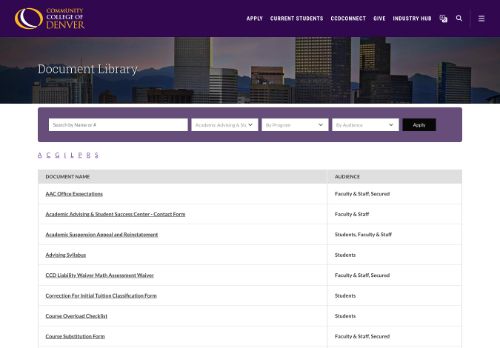 COMMUNITY
COLLEGE OF
DENVER
APPLY CURRENT STUDENTS CCDCONNECT GIVE INDUSTRY HUB
Document Library
Search by Name or # Academic Advising & Stu By Program By Audience Apply
A C G I L P R S
DOCUMENT NAME AUDIENCE
AAC Office Expectations Faculty & Staff, Secured
Academic Advising & Student Success Center - Contact Form Faculty & Staff
Academic Suspension Appeal and Reinstatement Students, Faculty & Staff
Advising Syllabus Students
CCD Liability Waiver Math Assessment Waiver Faculty & Staff, Secured
Correction For Initial Tuition Classification Form Students
Course Overload Checklist Students
Course Substitution Form Faculty & Staff, Secured